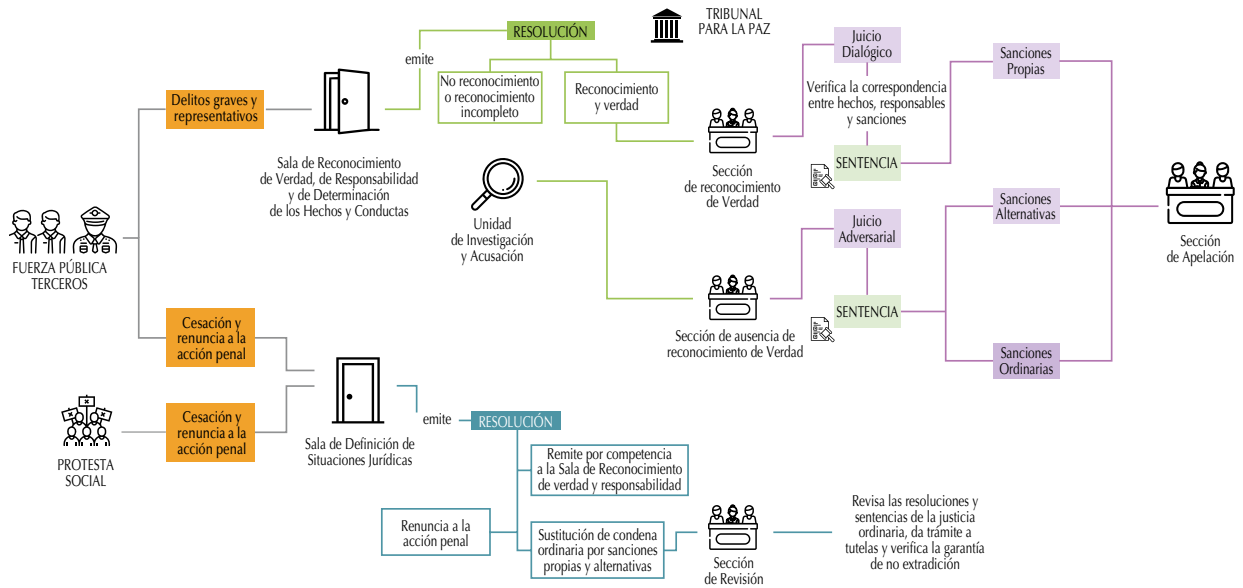 TRIBUNAL
PARA LA PAZ
RESOLUCIÓN
emite
No reconocimiento
o reconocimiento
incompleto
Reconocimiento
y verdad
Delitos graves y
representativos
Sala de Reconocimiento
de Verdad, de Responsabilidad
y de Determinación
de los Hechos y Conductas
Unidad
de Investigación
y Acusación
Sección
de reconocimiento
de Verdad
Juicio
Dialógico
Verifica la correspondencia
entre hechos, responsables
y sanciones
SENTENCIA
Sanciones
Propias
Sanciones
Alternativas
Sanciones
Ordinarias
Sección
de Apelación
Juicio
Adversarial
SENTENCIA
Sección de ausencia de
reconocimiento de Verdad
FUERZA PÚBLICA
TERCEROS
Cesación y
renuncia a la
acción penal
PROTESTA
SOCIAL
Cesación y
renuncia a la
acción penal
Sala de Definición de
Situaciones Jurídicas
emite
RESOLUCIÓN
Remite por competencia
a la Sala de Reconocimiento
de verdad y responsabilidad
Renuncia a la
acción penal
Sustitución de condena
ordinaria por sanciones
propias y alternativas
Sección
de Revisión
Revisa las resoluciones y
sentencias de la justicia
ordinaria, da trámite a
tutelas y verifica la garantía
de no extradición